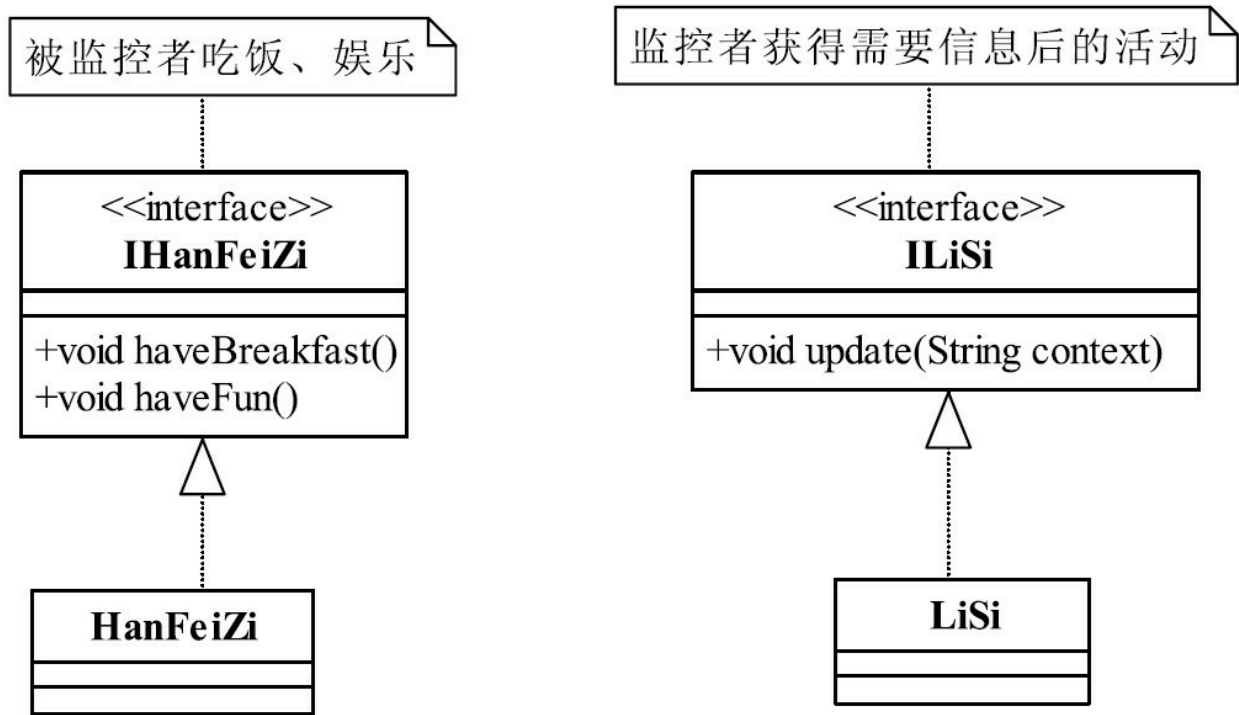 被监控者吃饭、娱乐
<<interface>>
IHanFeiZi
+void haveBreakfast()
+void haveFun()
HanFeiZi
监控者获得需要信息后的活动
<<interface>>
ILiSi
+void update(String context)
LiSi